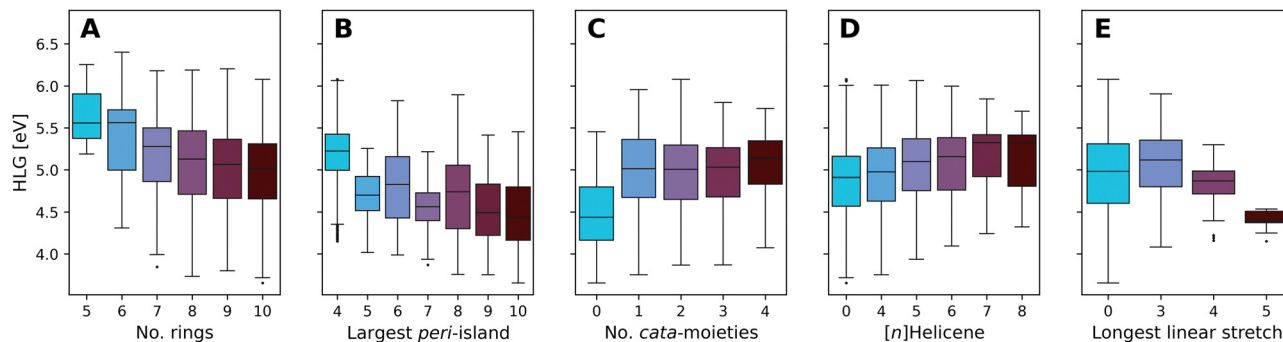 A B C D E
HLG [eV]
6.5
6.0
5.5
5.0
4.5
4.0
5 6 7 8 9 10
No. rings
4 5 6 7 8 9 10
Largest peri-island
0 1 2 3 4
No. cata-moieties
0 4 5 6 7 8
[n]Helicene
0 3 4 5
Longest linear stretch